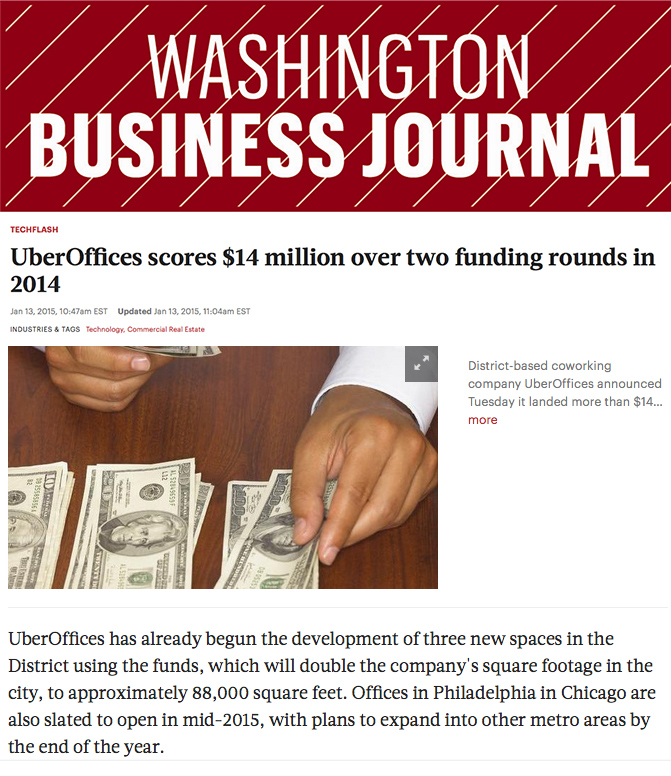 WASHINGTON
BUSINESS JOURNAL
TECHFLASH
UberOffices scores $14 million over two funding rounds in
2014
Jan 13, 2015, 10:47am EST Updated Jan 13, 2015, 11:04am EST
INDUSTRIES & TAGS Technology, Commercial Real Estate
District-based coworking
company UberOffices announced
Tuesday it landed more than $14...
more
UberOffices has already begun the development of three new spaces in the
District using the funds, which will double the company's square footage in the
city, to approximately 88,000 square feet. Offices in Philadelphia in Chicago are
also slated to open in mid-2015, with plans to expand into other metro areas by
the end of the year.